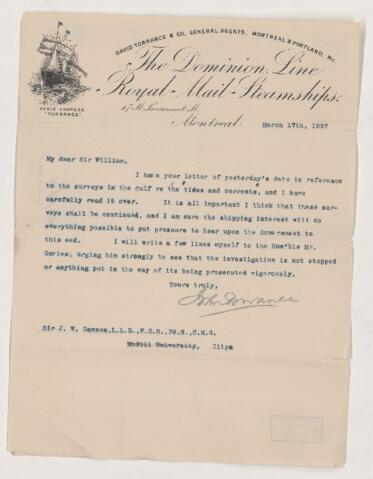 DAVID TORRANCE & CO. GENERAL AGENTS, MONTREAL & PORTLAND, Me.
The Dominion Line
Royal Mail Steamships.
17 St. Sacrament St.
CABLE ADDRESS
"TORRANCE"
Montreal
March 17th, 1897
My dear Sir William,
I have your letter of yesterday's date in reference
to the surveys in the Gulf re the tides and currents, and I have
carefully read it over. It is all important I think that these sur-
veys shall be continued, and I am sure the shipping interest will do
everything possible to put pressure to bear upon the Government to
this end. I will write a few lines myself to the Hon'ble Mr.
Davies, urging him strongly to see that the investigation is not stopped
or anything put in the way of its being prosecuted vigorously.
Yours truly,
John Torrance
Sir J. W. Dawson, L.L.D., F.R.S., FG.S., C.M.G.
McGill University, City.